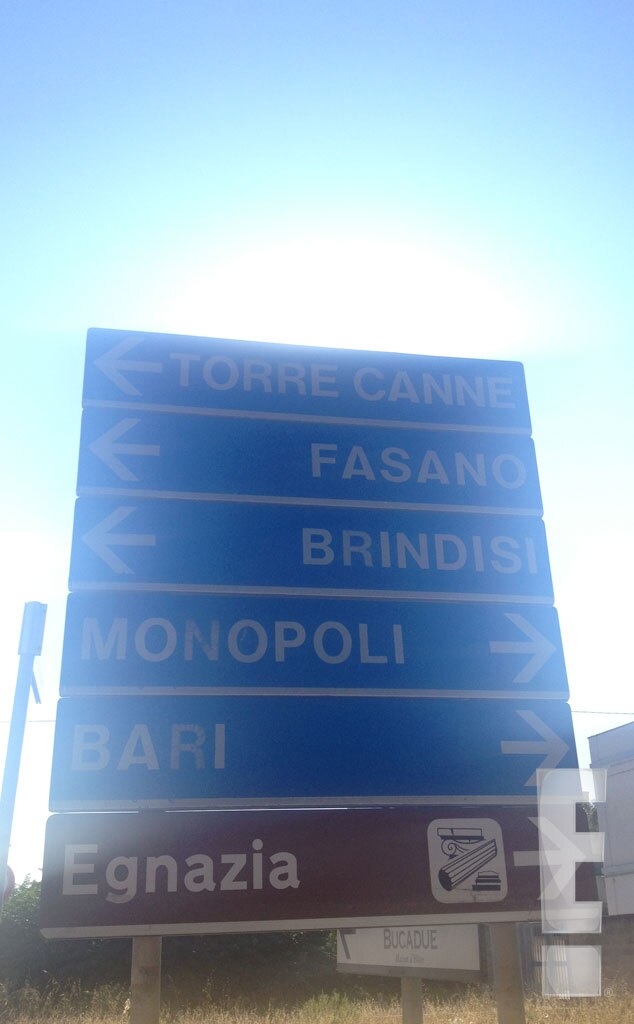 TORRE CANNE
FASANO
BRINDISI
MONOPOLI
BARI
Egnazia
BUCADUE